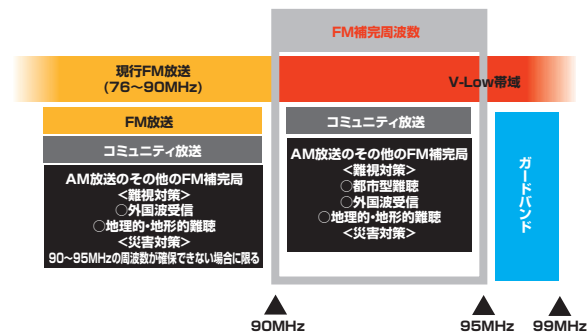 FM補完周波数
現行FM放送
(76〜90MHz)
V-Low帯域
FM放送
コミュニティ放送
AM放送のその他のFM補完局
<難視対策>
○外国波受信
○地理的・地形的難聴
<災害対策>
90〜95MHzの周波数が確保できない場合に限る
コミュニティ放送
AM放送のその他のFM補完局
<難視対策>
○都市型難聴
○外国波受信
○地理的・地形的難聴
<災害対策>
ガードバンド
90MHz
95MHz
99MHz